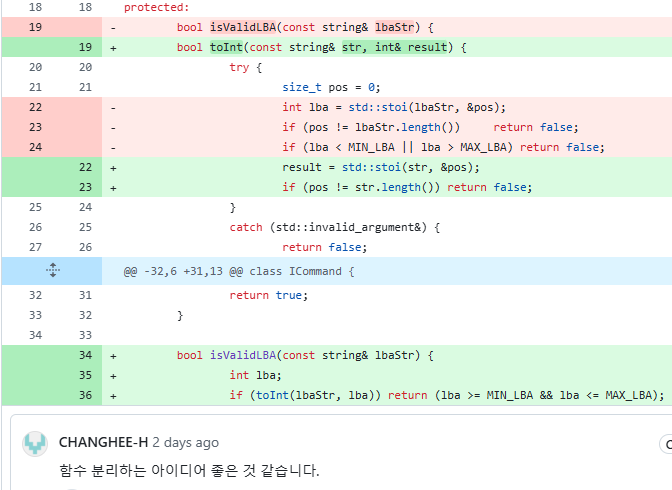 18 18 protected:
19 - bool isValidLBA(const string& lbaStr) {
19 + bool toInt(const string& str, int& result) {
20 20 try {
21 21 size_t pos = 0;
22 - int lba = std::stoi(lbaStr, &pos);
23 - if (pos != lbaStr.length()) return false;
24 - if (lba < MIN_LBA || lba > MAX_LBA) return false;
22 + result = std::stoi(str, &pos);
23 + if (pos != str.length()) return false;
25 24 }
26 25 catch (std::invalid_argument&) {
27 26 return false;
@@ -32,6 +31,13 @@ class ICommand {
32 31 return true;
33 32 }
34 33
34 + bool isValidLBA(const string& lbaStr) {
35 + int lba;
36 + if (toInt(lbaStr, lba)) return (lba >= MIN_LBA && lba <= MAX_LBA);
CHANGHEE-H 2 days ago
함수 분리하는 아이디어 좋은 것 같습니다.